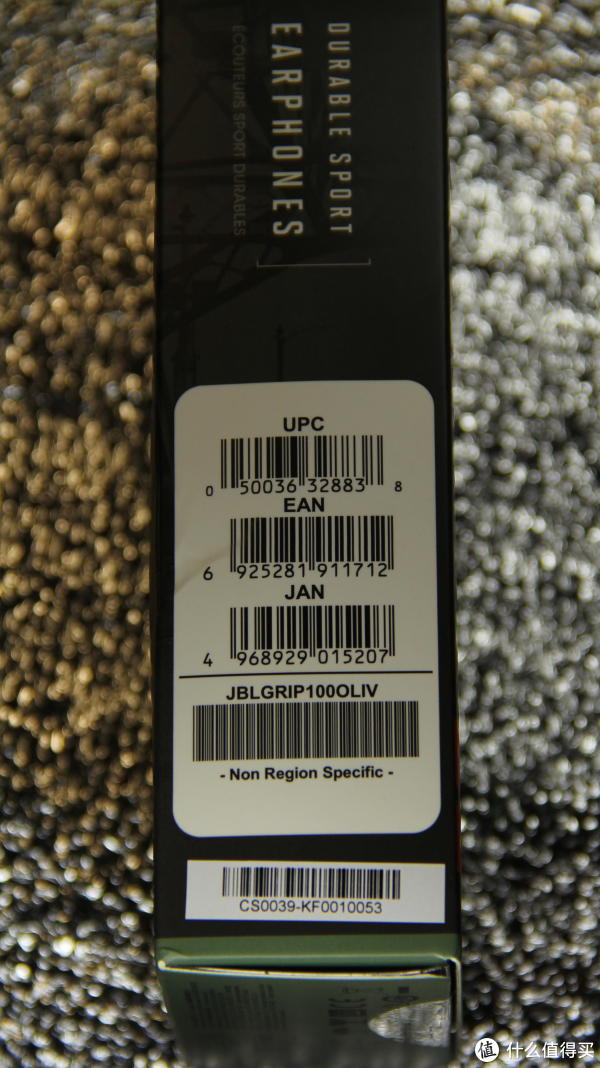 DURABLE SPORT
EARPHONES
ÉCOUTEURS SPORT DURABLES
UPC
0 50036 32883 8
EAN
6 925281 911712
JAN
4 968929 015207
JBLGRIP100OLIV
- Non Region Specific -
CS0039-KF0010053
值 什么值得买